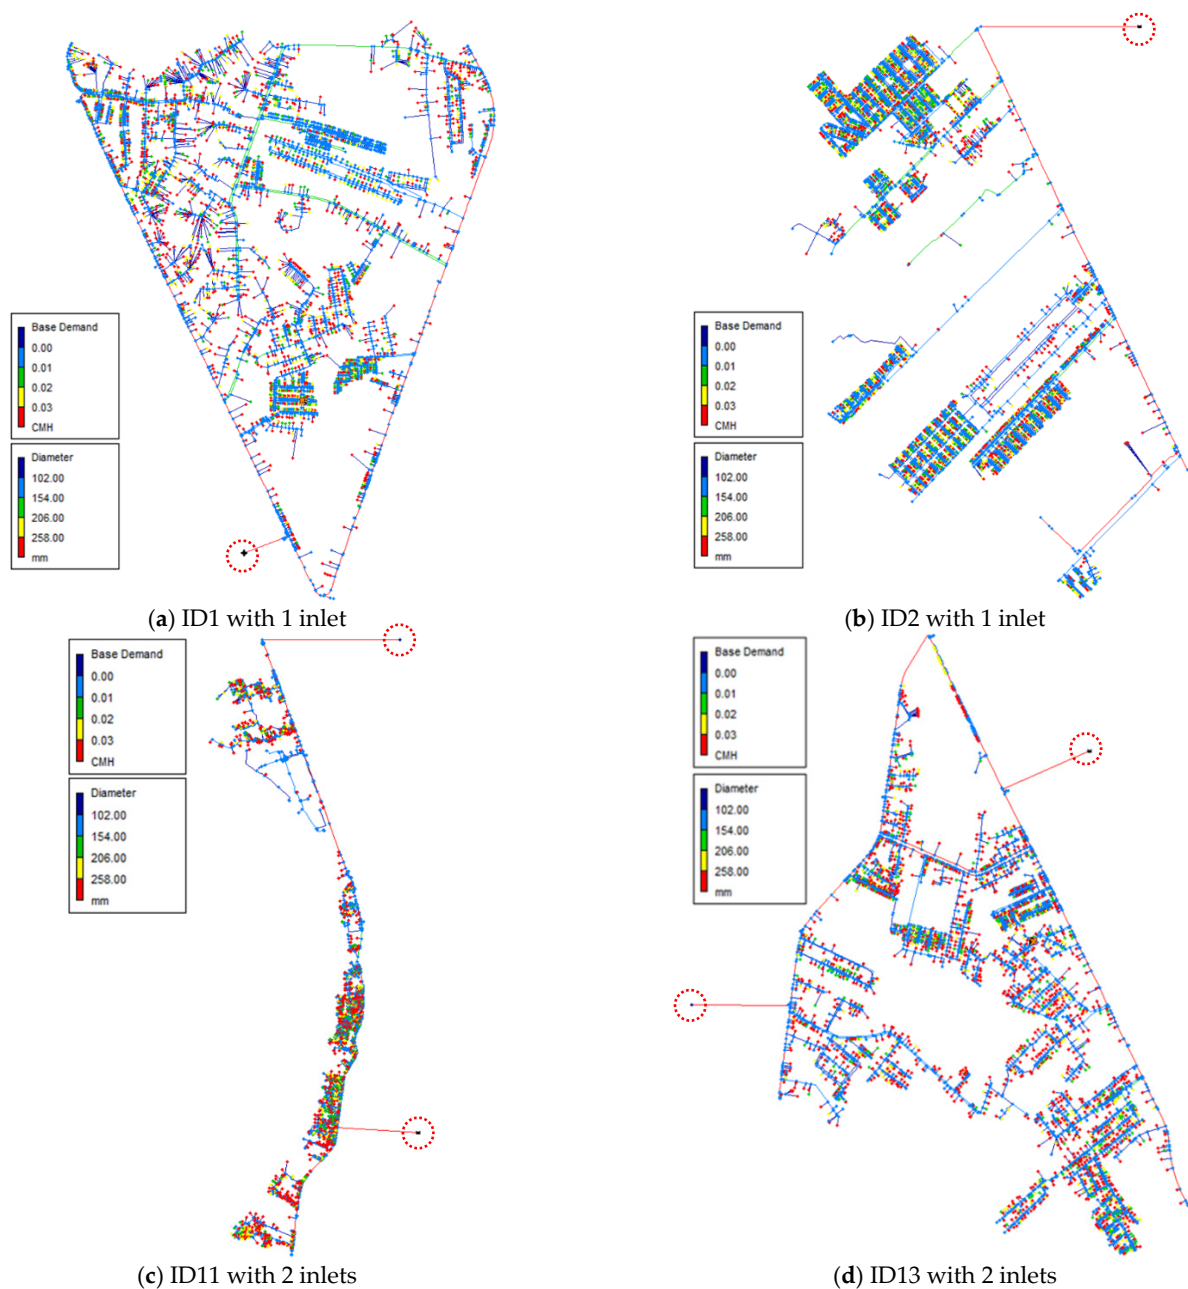 Base Demand
0.00
0.01
0.02
0.03
CMH
Diameter
102.00
154.00
206.00
258.00
mm
(a) ID1 with 1 inlet
Base Demand
0.00
0.01
0.02
0.03
CMH
Diameter
102.00
154.00
206.00
258.00
mm
(b) ID2 with 1 inlet
Base Demand
0.00
0.01
0.02
0.03
CMH
Diameter
102.00
154.00
206.00
258.00
mm
(c) ID11 with 2 inlets
Base Demand
0.00
0.01
0.02
0.03
CMH
Diameter
102.00
154.00
206.00
258.00
mm
(d) ID13 with 2 inlets